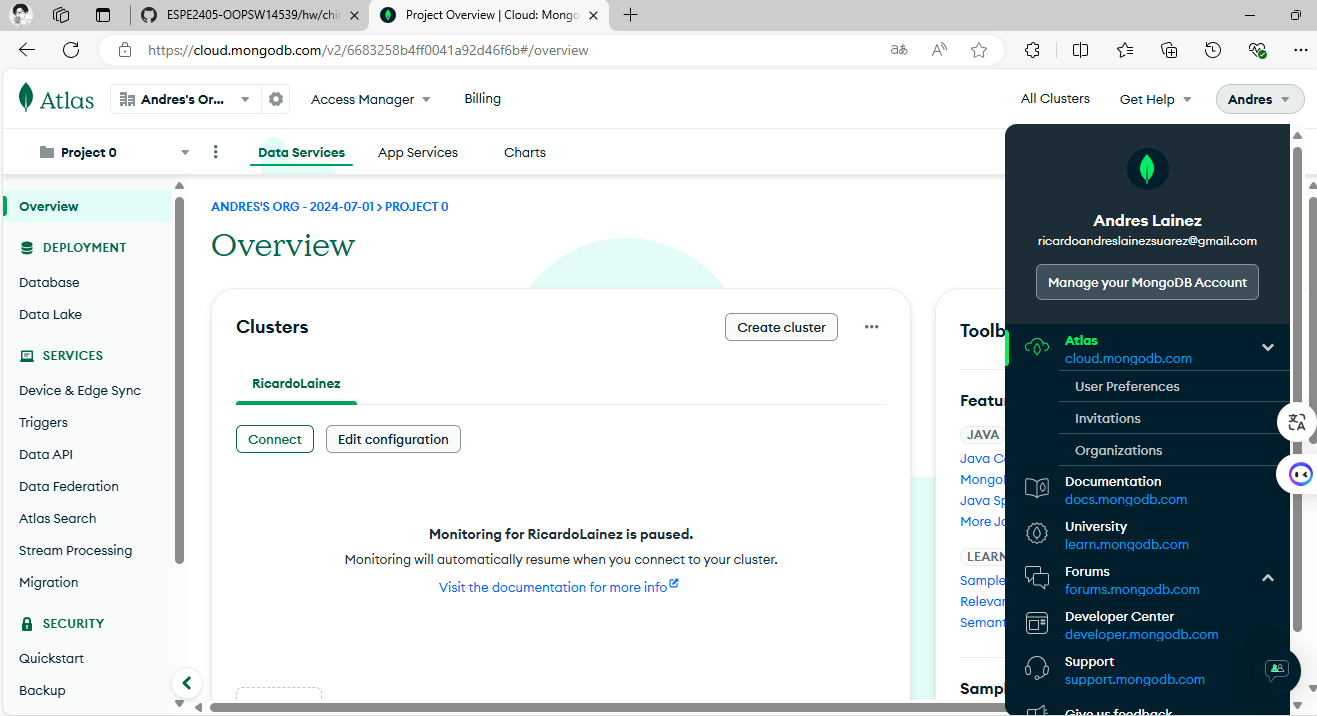 ESPE2405-OOPSW14539/hw/chi
Project Overview | Cloud: Mongo
https://cloud.mongodb.com/v2/6683258b4ff0041a92d46f6b#/overview
Atlas
Andres's Or...
Access Manager
Billing
All Clusters
Get Help
Andres
Project 0
Data Services
App Services
Charts
Overview
DEPLOYMENT
Database
Data Lake
SERVICES
Device & Edge Sync
Triggers
Data API
Data Federation
Atlas Search
Stream Processing
Migration
SECURITY
Quickstart
Backup
ANDRES'S ORG - 2024-07-01 > PROJECT 0
Overview
Clusters
Create cluster
RicardoLainez
Connect
Edit configuration
Monitoring for RicardoLainez is paused.
Monitoring will automatically resume when you connect to your cluster.
Visit the documentation for more info
Toolb
Featu
JAVA
Java C
Mongo
Java Sp
More Ja
LEARN
Sample
Releva
Semant
Sampl
Andres Lainez
ricardoandreslainezsuarez@gmail.com
Manage your MongoDB Account
Atlas
cloud.mongodb.com
User Preferences
Invitations
Organizations
Documentation
docs.mongodb.com
University
learn.mongodb.com
Forums
forums.mongodb.com
Developer Center
developer.mongodb.com
Support
support.mongodb.com
Give us feedback